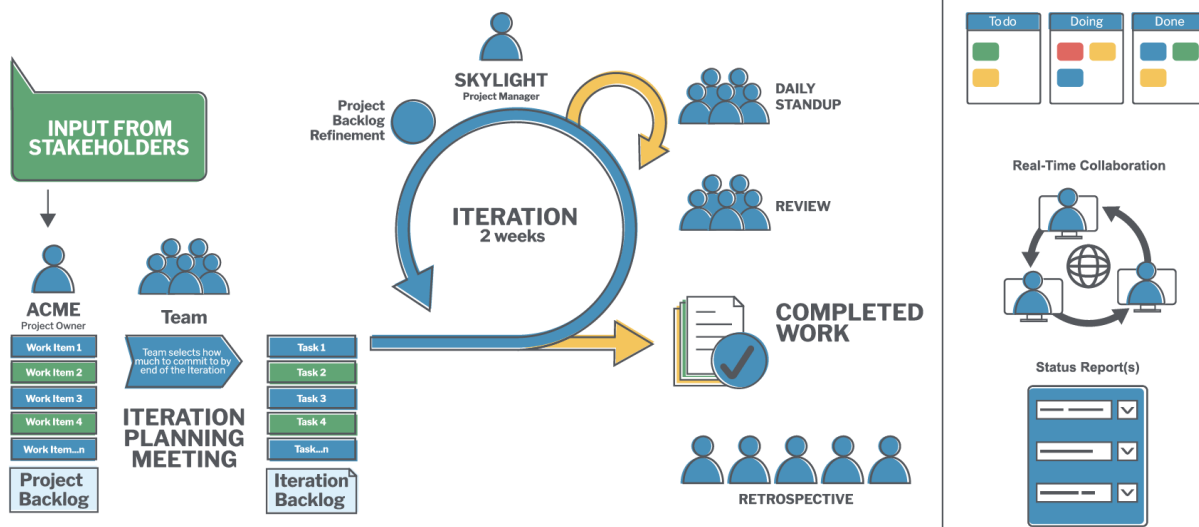 INPUT FROM
STAKEHOLDERS
ACME
Project Owner
Work Item 1
Work Item 2
Work Item 3
Work Item 4
Work Item...n
Project
Backlog
Team
Team selects how
much to commit to by
end of the Iteration
ITERATION
PLANNING
MEETING
Task 1
Task 2
Task 3
Task 4
Task...n
Iteration
Backlog
SKYLIGHT
Project Manager
Project
Backlog
Refinement
ITERATION
2 weeks
DAILY
STANDUP
REVIEW
COMPLETED
WORK
RETROSPECTIVE
To do
Doing
Done
Real-Time Collaboration
Status Report(s)